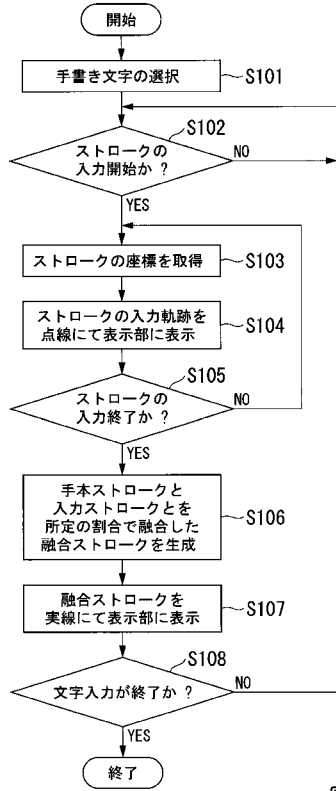 開始
手書き文字の選択
S101
S102
ストロークの
入力開始か ?
NO
YES
ストロークの座標を取得
S103
ストロークの入力軌跡を
点線にて表示部に表示
S104
S105
ストロークの
入力終了か ?
NO
YES
手本ストロークと
入力ストロークとを
所定の割合で融合した
融合ストロークを生成
S106
融合ストロークを
実線にて表示部に表示
S107
S108
文字入力が終了か ?
NO
YES
終了